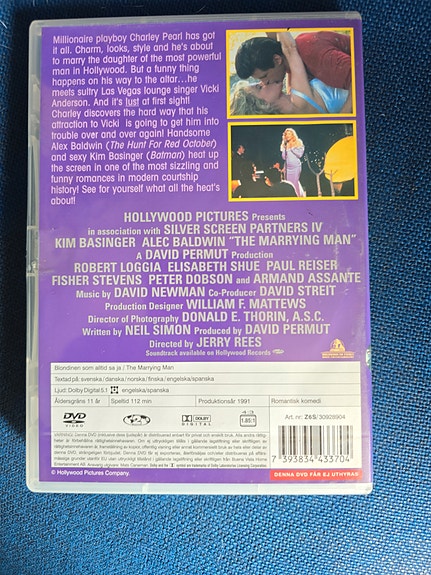 Millionaire playboy Charley Pearl has
got it all. Charm, looks, style and he's about
to marry the daughter of the most powerful
man in Hollywood. But a funny thing
happens on his way to the altar...he
meets sultry Las Vegas lounge singer Vicki
Anderson. And it's lust at first sight!
Charley discovers the hard way that his
attraction to Vicki is going to get him into
trouble over and over again! Handsome
Alex Baldwin (The Hunt For Red October)
and sexy Kim Basinger (Batman) heat up
the screen in one of the most sizzling and
funny romances in modern courtship
history! See for yourself what all the heat's
about!
HOLLYWOOD PICTURES Presents
in association with SILVER SCREEN PARTNERS IV
KIM BASINGER ALEC BALDWIN "THE MARRYING MAN"
A DAVID PERMUT Production
ROBERT LOGGIA ELISABETH SHUE PAUL REISER
FISHER STEVENS PETER DOBSON and ARMAND ASSANTE
Music by DAVID NEWMAN Co-Producer DAVID STREIT
Production Designer WILLIAM F. MATTEWS
Director of Photography DONALD E. THORIN, A.S.C.
Written by NEIL SIMON Produced by DAVID PERMUT
Directed by JERRY REES
Soundtrack available on Hollywood Records
Blondinen som alltid sa ja / The Marrying Man
Textad på: svenska / danska / norska / finska / engelska/spanska
Ljud: Dolby Digital 5.1 engelska/spanska
Åldersgräns 11 år Speltid 112 min Produktionsår 1991 Romantisk komedi
DVD VIDEO DOLBY DIGITAL 4:3 1.85:1 Art. nr: Z6S/ 30928904
7 393834 433704
© Hollywood Pictures Company.
DENNA DVD FÅR EJ UTHYRAS